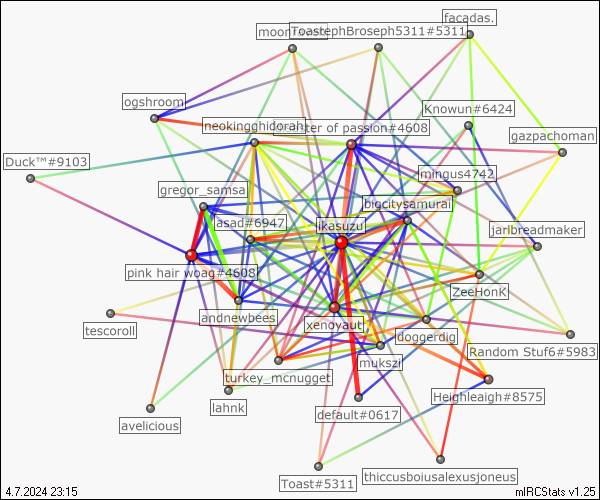 facadas.
moonraven
ToastephBroseph5311#5311
ogshroom
Knowun#6424
neokingghidorah
ter of passion#4608
gazpachoman
Duck™#9103
mingus4742
gregor_samsa
bigcitysamurai
asad#6947
ikasuzu
jarlbreadmaker
pink hair woag#4608
ZeeHonK
andnewbees
xenoyaut
tescoroll
doggerdig
Random Stuf6#5983
mukszi
turkey_mcnugget
Heighleaigh#8575
lahnk
default#0617
avelicious
thiccusboiusalexusjoneus
Toast#5311
4.7.2024 23:15
mIRCStats v1.25